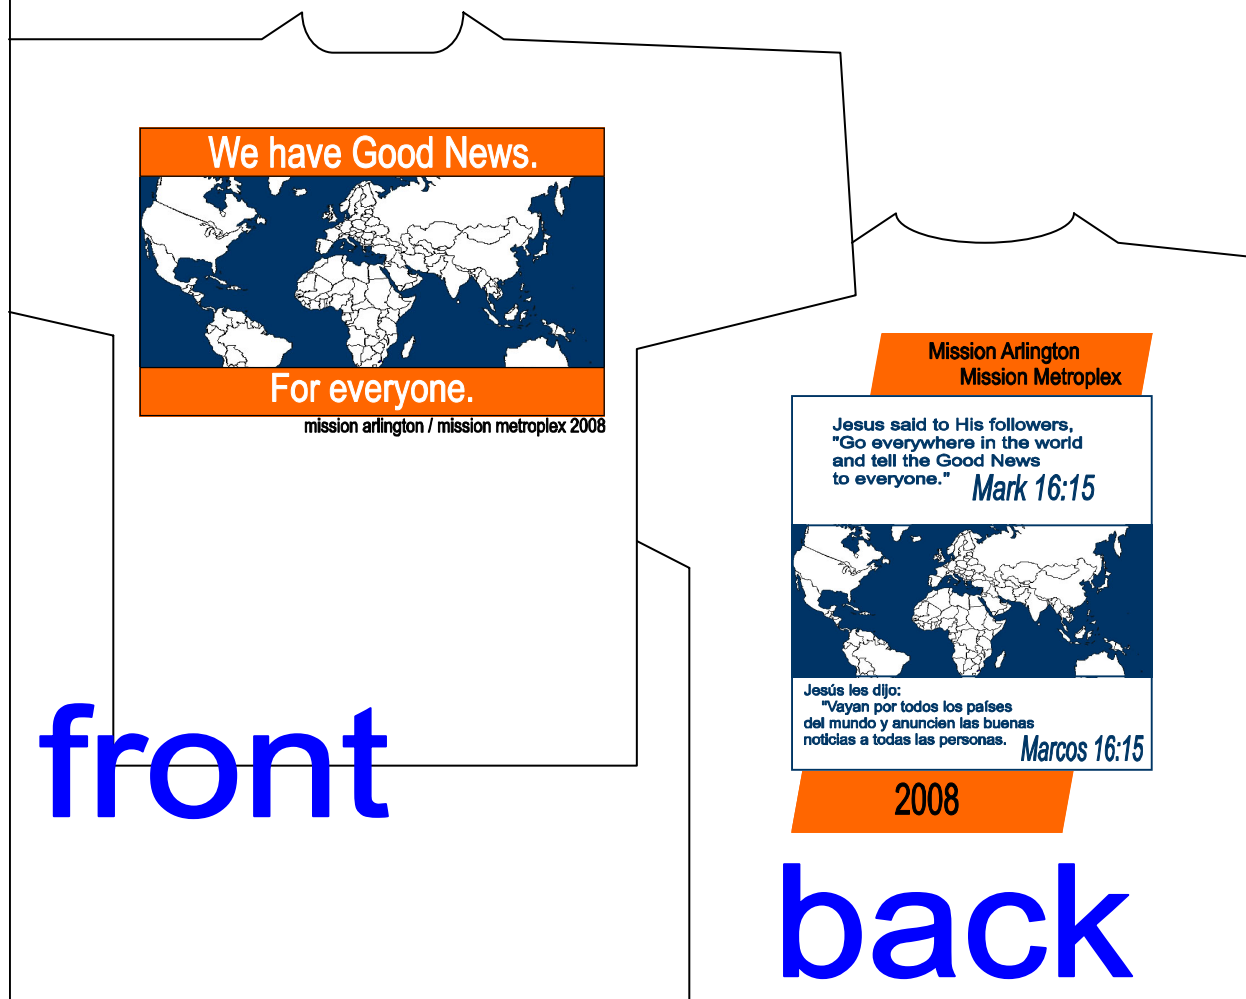 We have Good News.
For everyone.
mission arlington / mission metroplex 2008
front
Mission Arlington
Mission Metroplex
Jesus said to His followers,
"Go everywhere in the world
and tell the Good News
to everyone."
Mark 16:15
Jesús les dijo:
"Vayan por todos los países
del mundo y anuncien las buenas
noticias a todas las personas.
Marcos 16:15
2008
back